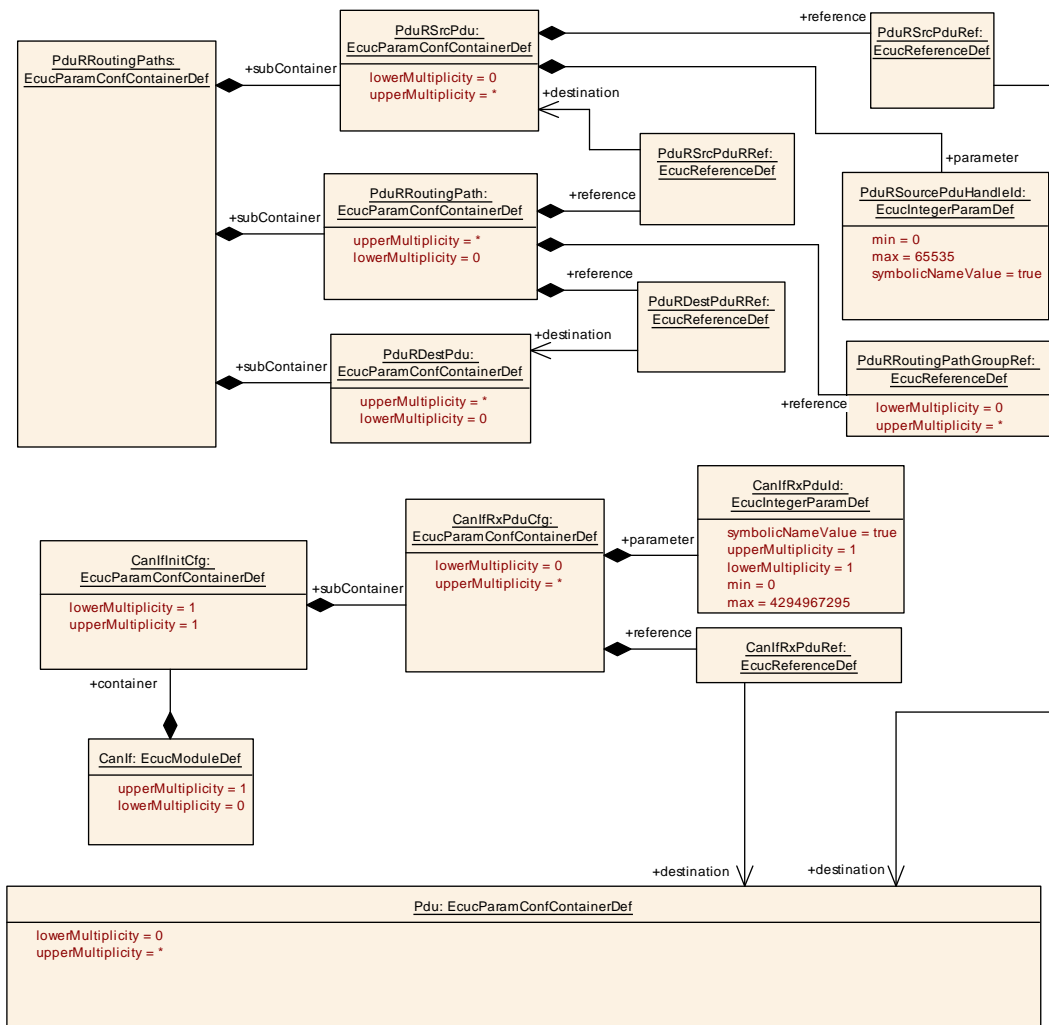 PduRSrcPdu:
EcucParamConfContainerDef
lowerMultiplicity = 0
upperMultiplicity = *
+reference
PduRSrcPduRef:
EcucReferenceDef
PduRRoutingPaths:
EcucParamConfContainerDef
+subContainer
+destination
PduRSrcPduRRef:
EcucReferenceDef
+parameter
PduRSourcePduHandleId:
EcucIntegerParamDef
min = 0
max = 65535
symbolicNameValue = true
+subContainer
PduRRoutingPath:
EcucParamConfContainerDef
upperMultiplicity = *
lowerMultiplicity = 0
+reference
+reference
PduRDestPduRRef:
EcucReferenceDef
+destination
+subContainer
PduRDestPdu:
EcucParamConfContainerDef
upperMultiplicity = *
lowerMultiplicity = 0
PduRRoutingPathGroupRef:
EcucReferenceDef
+reference
lowerMultiplicity = 0
upperMultiplicity = *
CanIfRxPduId:
EcucIntegerParamDef
symbolicNameValue = true
upperMultiplicity = 1
lowerMultiplicity = 1
min = 0
max = 4294967295
CanIfRxPduCfg:
EcucParamConfContainerDef
lowerMultiplicity = 0
upperMultiplicity = *
+parameter
CanIfInitCfg:
EcucParamConfContainerDef
lowerMultiplicity = 1
upperMultiplicity = 1
+subContainer
+reference
CanIfRxPduRef:
EcucReferenceDef
+container
CanIf: EcucModuleDef
upperMultiplicity = 1
lowerMultiplicity = 0
+destination
+destination
Pdu: EcucParamConfContainerDef
lowerMultiplicity = 0
upperMultiplicity = *